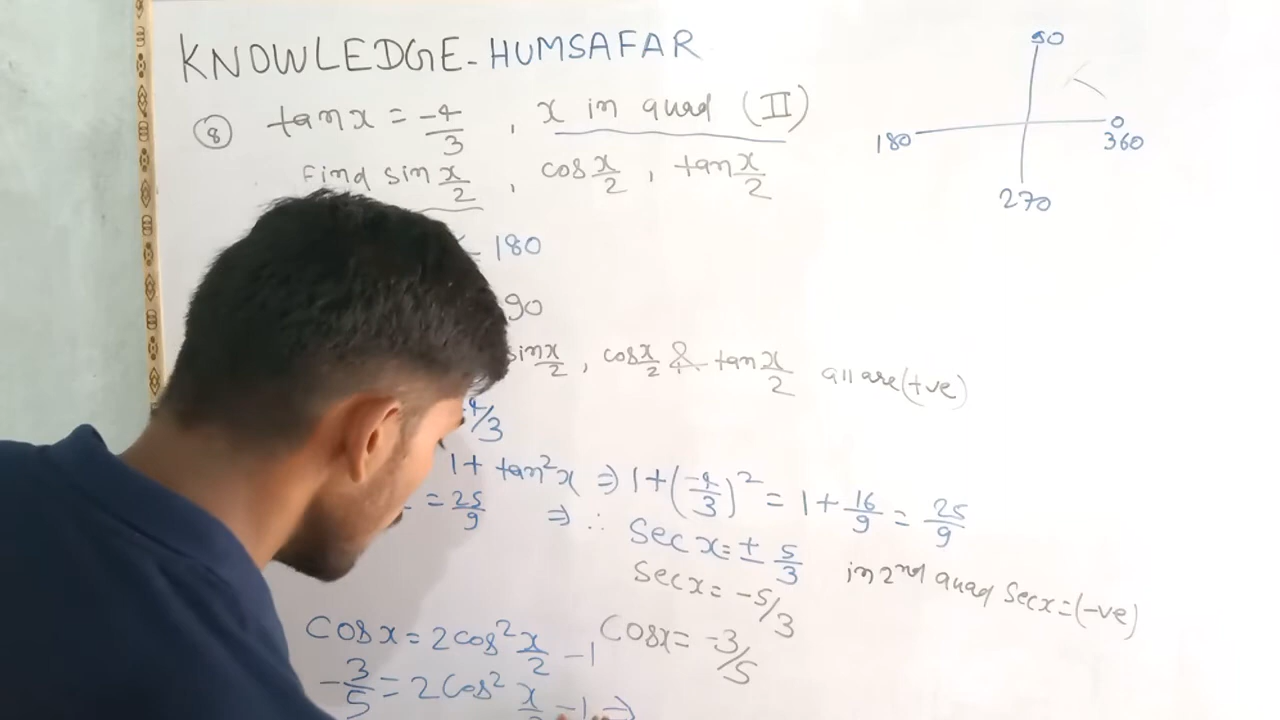 KNOWLEDGE-HUMSAFAR
⑧ tan x = -4/3 , x in quad (II)
Find sin x/2 , cos x/2 , tan x/2
90
180
0
360
270
180
90
sin x/2 , cos x/2 & tan x/2 all are (+ve)
-4/3
1 + tan²x ⇒ 1 + (-4/3)² = 1 + 16/9 = 25/9
= 25/9 ⇒ ∴ Sec x = ± 5/3 in 2nd quad Sec x = (-ve)
Sec x = -5/3
Cos x = 2cos² x/2 - 1 Cos x = -3/5
-3/5 = 2cos² x/2 - 1 ⇒